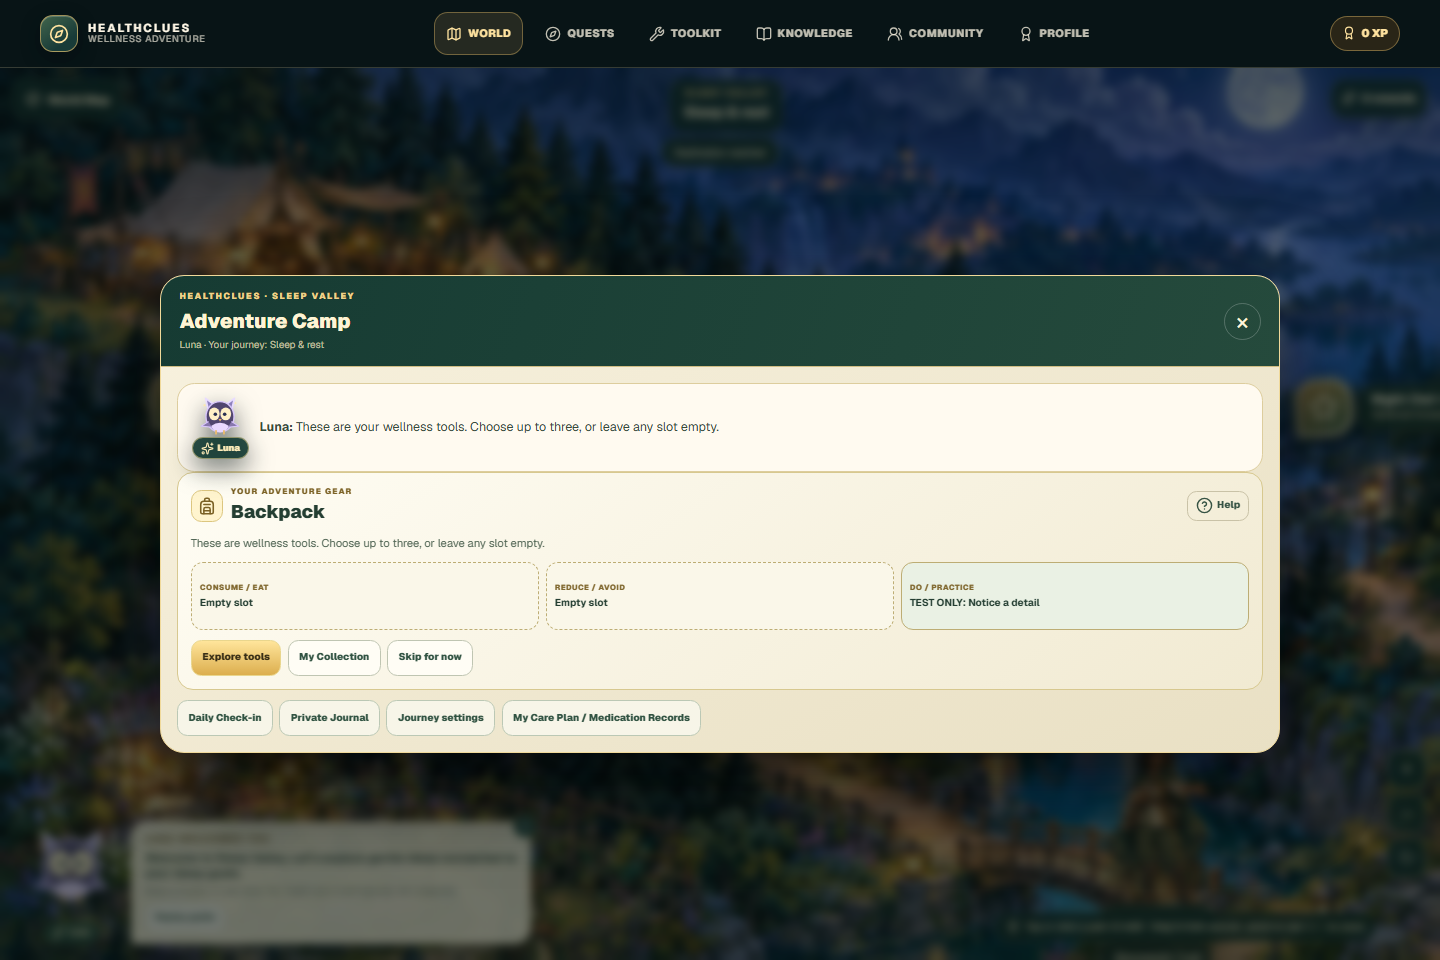 HEALTHCLUES
WELLNESS ADVENTURE
WORLD
QUESTS
TOOLKIT
KNOWLEDGE
COMMUNITY
PROFILE
0 XP
HEALTHCLUES · SLEEP VALLEY
Adventure Camp
Luna · Your journey: Sleep & rest
Luna
Luna: These are your wellness tools. Choose up to three, or leave any slot empty.
YOUR ADVENTURE GEAR
Backpack
Help
These are wellness tools. Choose up to three, or leave any slot empty.
CONSUME / EAT
Empty slot
REDUCE / AVOID
Empty slot
DO / PRACTICE
TEST ONLY: Notice a detail
Explore tools
My Collection
Skip for now
Daily Check-in
Private Journal
Journey settings
My Care Plan / Medication Records